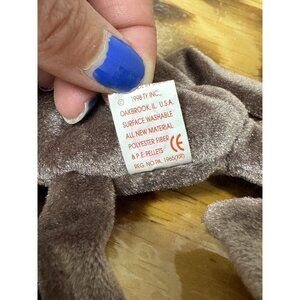 © 1998 TY INC.
OAKBROOK, IL. U.S.A.
SURFACE WASHABLE
ALL NEW MATERIAL
POLYESTER FIBER
& P.E. PELLETS CE
REG. NO PA. 1965(KR)